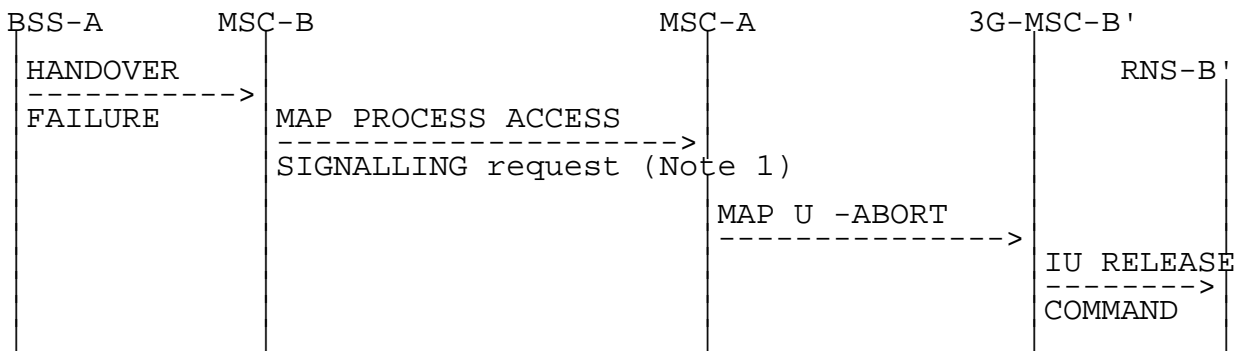 BSS-A MSC-B MSC-A 3G-MSC-B'
HANDOVER RNS-B'
----------->
FAILURE MAP PROCESS ACCESS
-------------------->
SIGNALLING request (Note 1)
MAP U -ABORT
--------------->
IU RELEASE
-------->
COMMAND